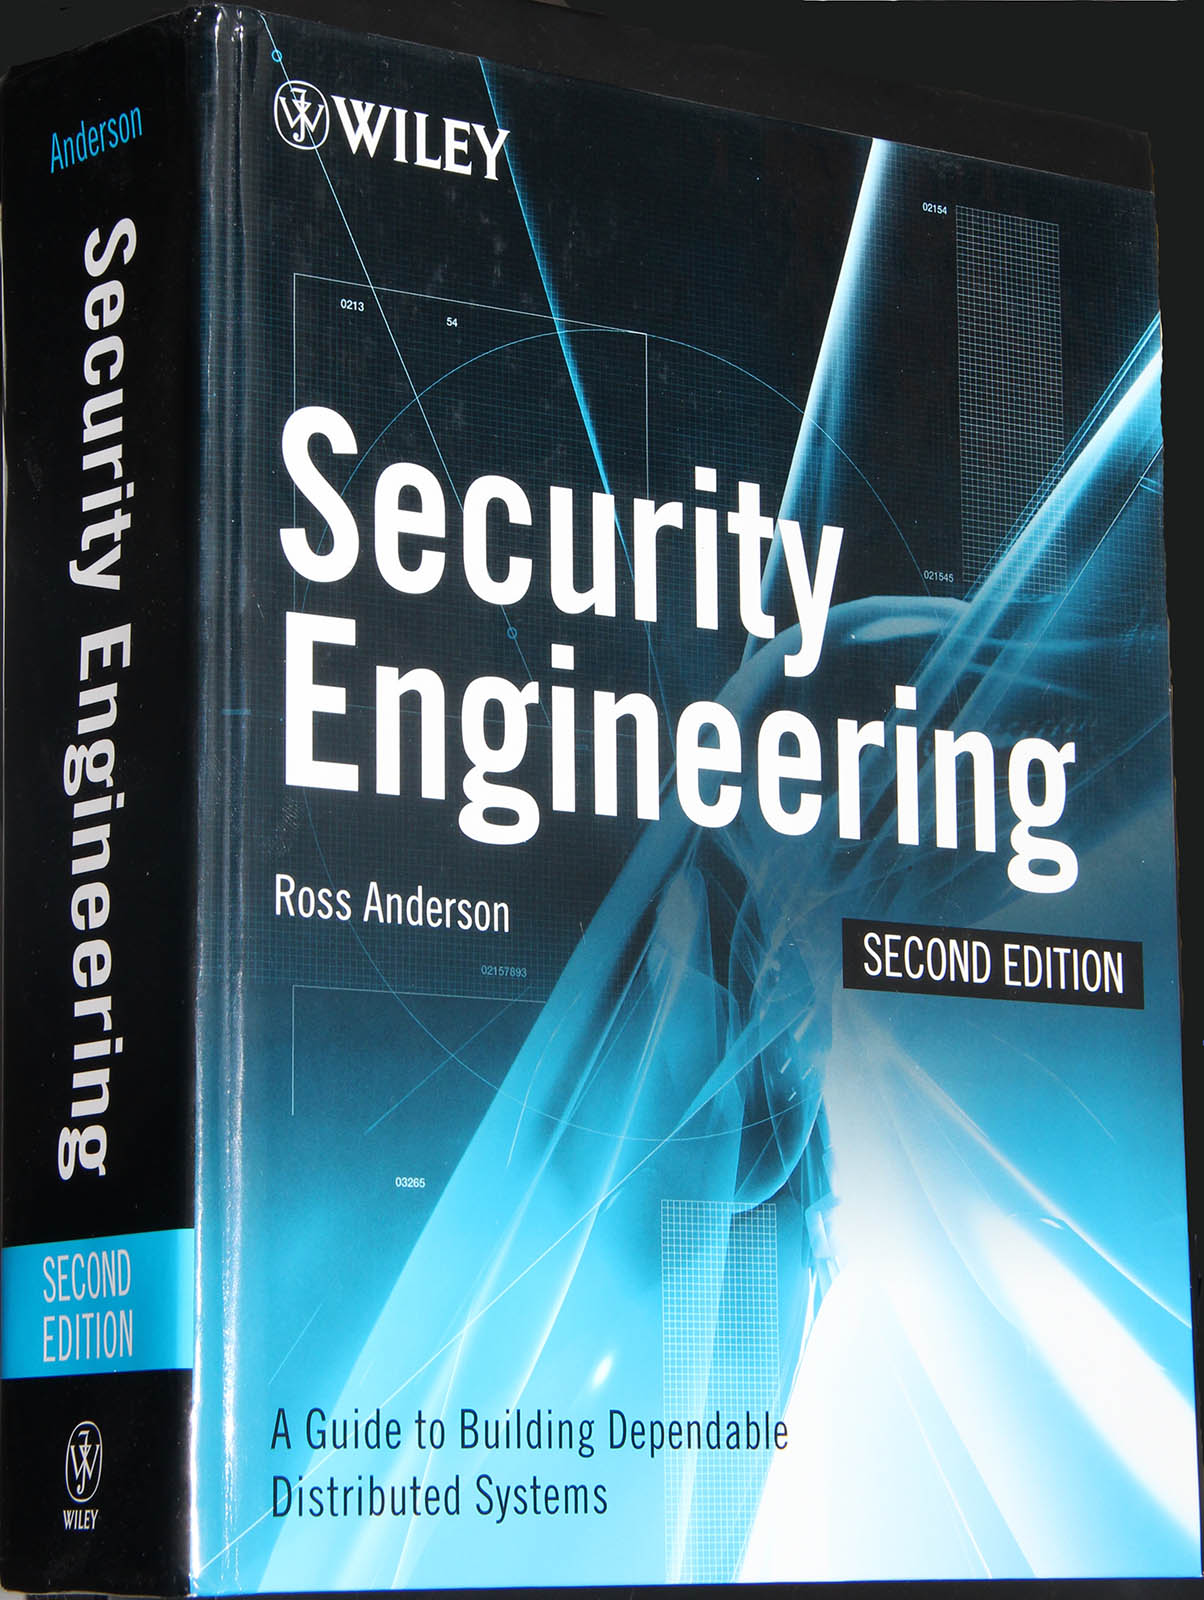 Anderson
Security Engineering
SECOND
EDITION
WILEY
WILEY
02154
0213
54
Security
021545
Engineering
Ross Anderson
SECOND EDITION
02157893
03265
A Guide to Building Dependable
Distributed Systems